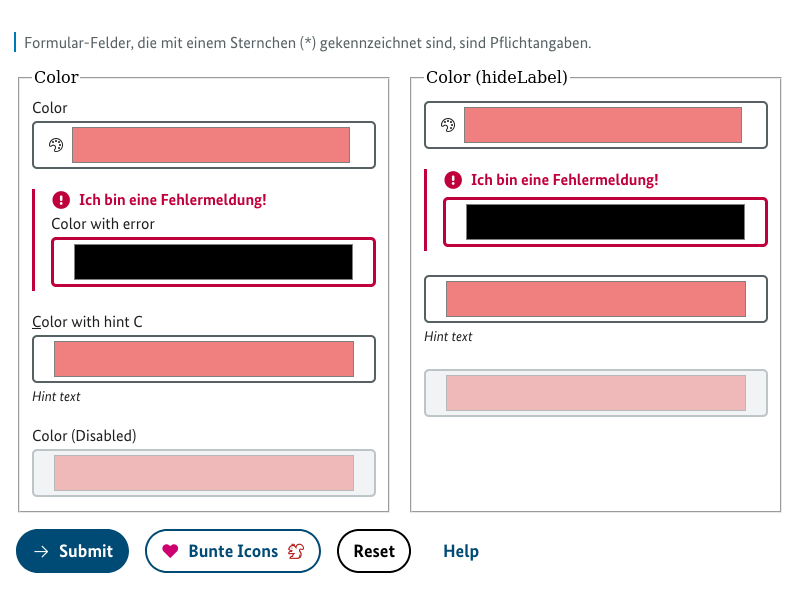 Formular-Felder, die mit einem Sternchen (*) gekennzeichnet sind, sind Pflichtangaben.
Color
Color
Ich bin eine Fehlermeldung!
Color with error
Color with hint C
Hint text
Color (Disabled)
Color (hideLabel)
Ich bin eine Fehlermeldung!
Hint text
Submit
Bunte Icons
Reset
Help